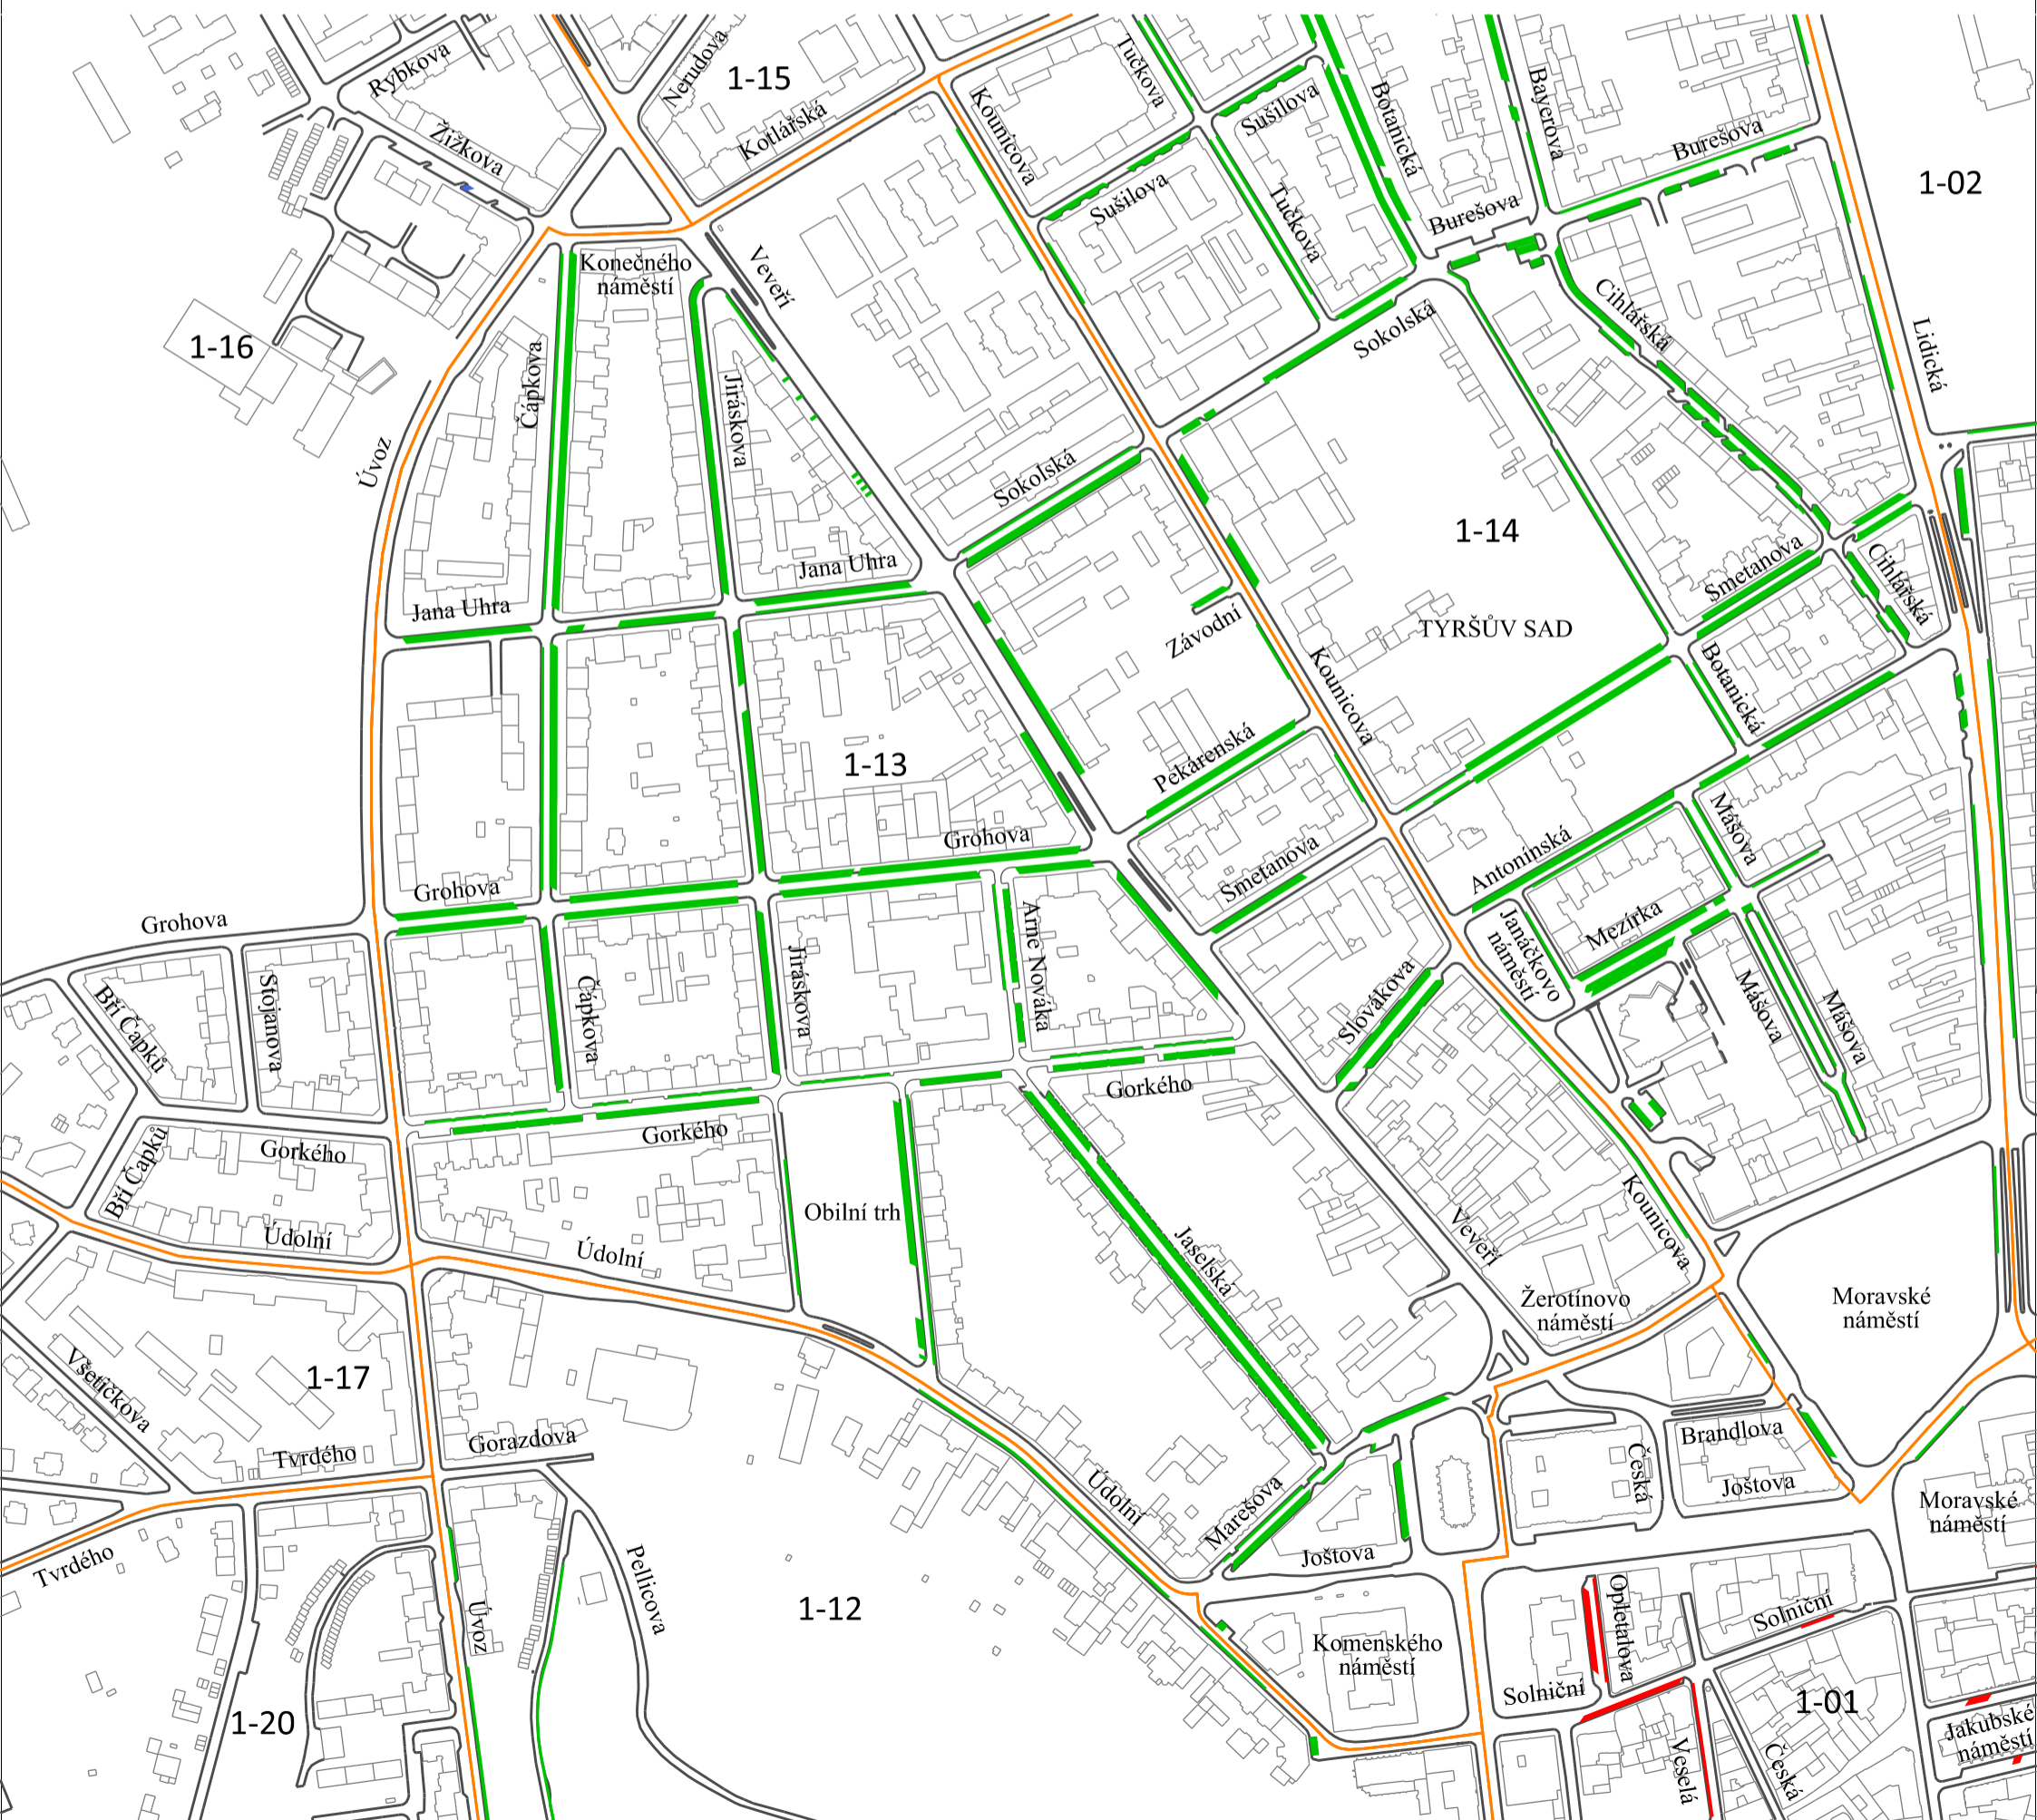 Rybkova
Nerudova
1-15
Tučkova
Kounicova
Žižkova
Kotlářská
Sušilova
Botanická
Bayerova
Burešova
1-02
Sušilova
Tučkova
Burešova
Konečného
náměstí
Veveří
Cihlářská
1-16
Čápkova
Jiráskova
Sokolská
Lidická
Úvoz
Sokolská
1-14
Jana Uhra
Jana Uhra
Smetanova
Cihlářská
Závodní
TYRŠŮV SAD
Kounicova
Botanická
1-13
Pekárenská
Mášova
Grohova
Smetanova
Antonínská
Grohova
Grohova
Arne Nováka
Janáčkovo
náměstí
Mezírka
Bří Čapků
Stojanova
Čápkova
Jiráskova
Slovákova
Mášova
Mášova
Gorkého
Gorkého
Gorkého
Bří Čapků
Údolní
Údolní
Obilní trh
Jaselská
Veveří
Kounicova
Žerotínovo
náměstí
Moravské
náměstí
Všetičkova
1-17
Gorazdova
Tvrdého
Brandlova
Česká
Joštova
Údolní
Marešova
Moravské
náměstí
Joštova
Tvrdého
Pellicova
Úvoz
1-12
Opletalova
Solniční
Komenského
náměstí
Solniční
1-20
1-01
Jakubské
náměstí
Veselá
Česká